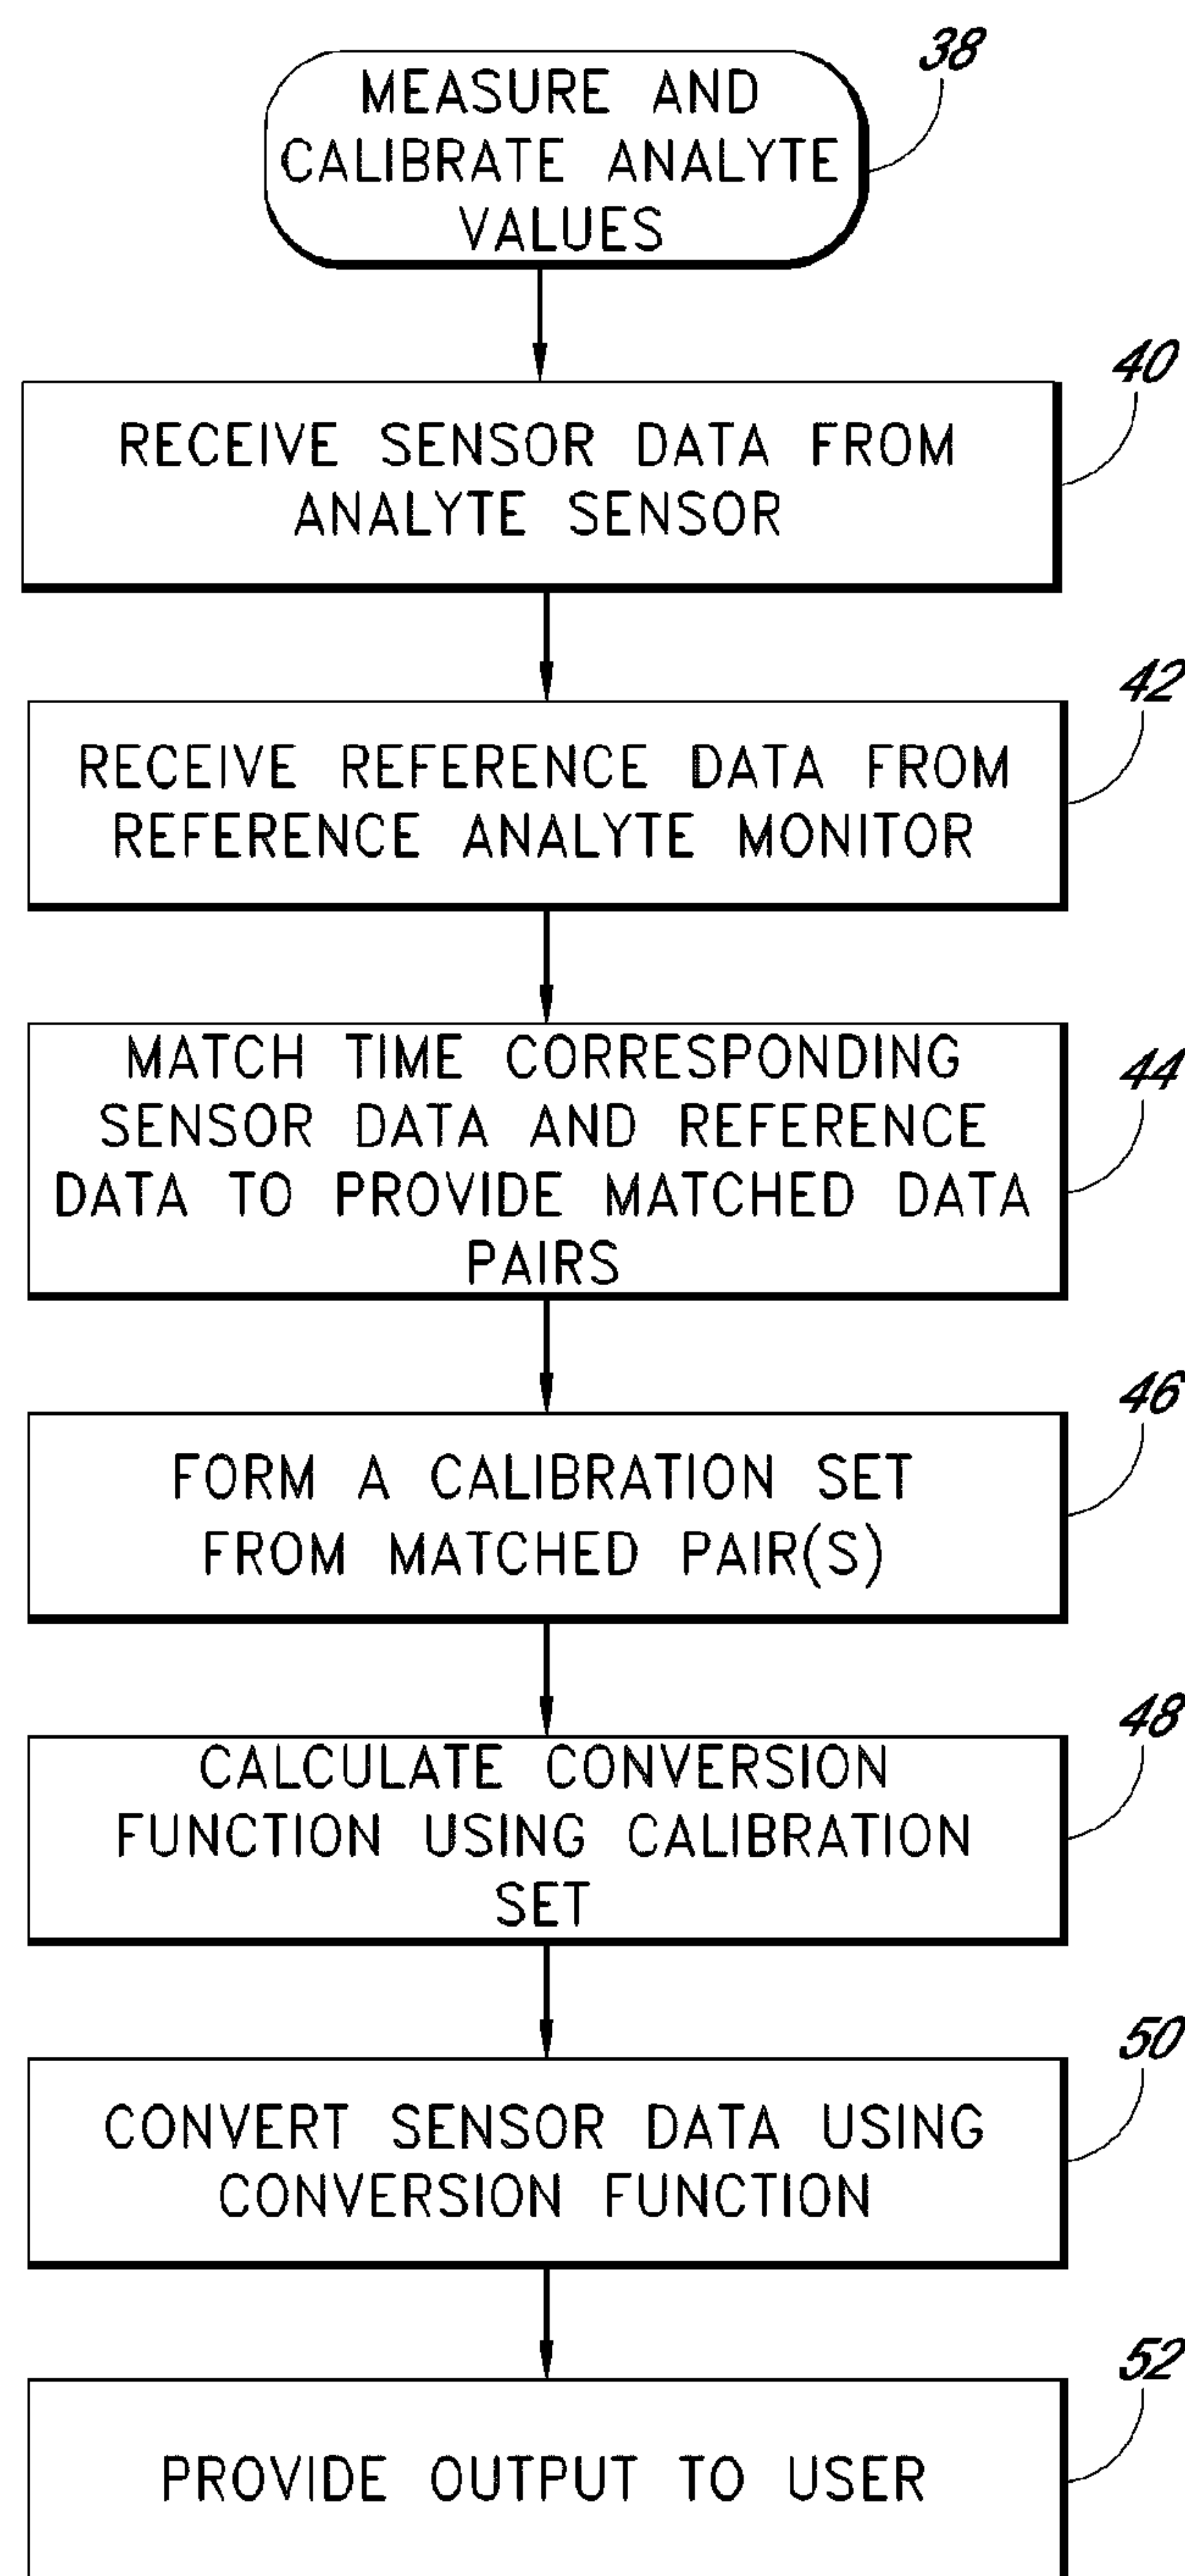 38
MEASURE AND
CALIBRATE ANALYTE
VALUES
40
RECEIVE SENSOR DATA FROM
ANALYTE SENSOR
42
RECEIVE REFERENCE DATA FROM
REFERENCE ANALYTE MONITOR
44
MATCH TIME CORRESPONDING
SENSOR DATA AND REFERENCE
DATA TO PROVIDE MATCHED DATA
PAIRS
46
FORM A CALIBRATION SET
FROM MATCHED PAIR(S)
48
CALCULATE CONVERSION
FUNCTION USING CALIBRATION
SET
50
CONVERT SENSOR DATA USING
CONVERSION FUNCTION
52
PROVIDE OUTPUT TO USER